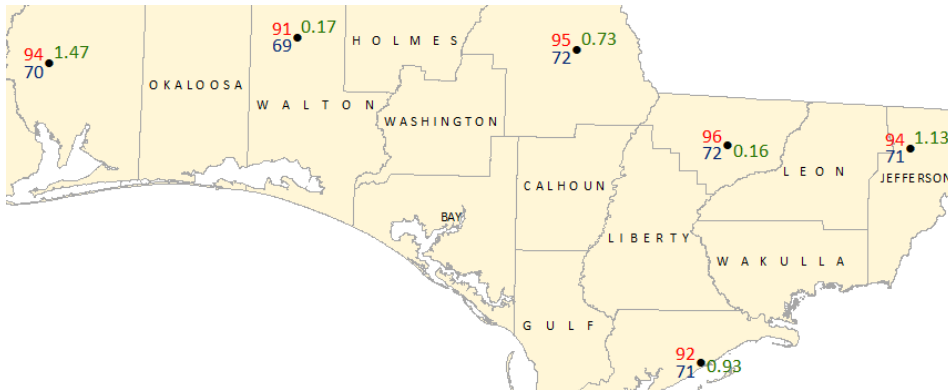 91 0.17
69
HOLMES
95 0.73
72
94 1.47
70
OKALOOSA
WALTON
WASHINGTON
96
72 0.16
94 1.13
71
LEON
JEFFERSON
CALHOUN
BAY
LIBERTY
WAKULLA
GULF
92
71 0.93